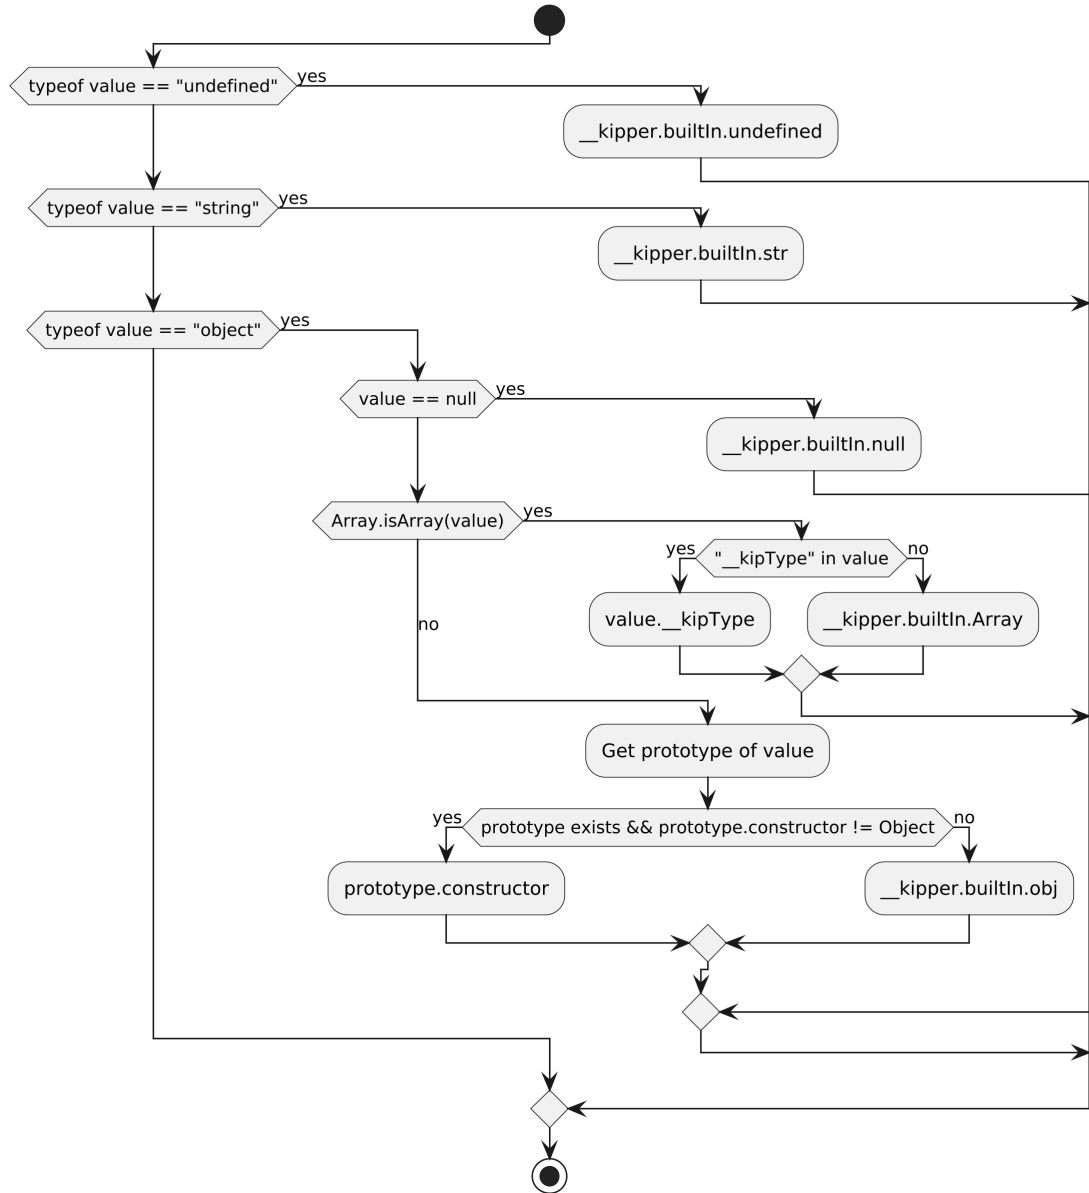 typeof value == "undefined"
yes
__kipper.builtIn.undefined
typeof value == "string"
yes
__kipper.builtIn.str
typeof value == "object"
yes
value == null
yes
__kipper.builtIn.null
Array.isArray(value)
yes
yes
"__kipType" in value
no
value.__kipType
__kipper.builtIn.Array
no
Get prototype of value
yes
prototype exists && prototype.constructor != Object
no
prototype.constructor
__kipper.builtIn.obj